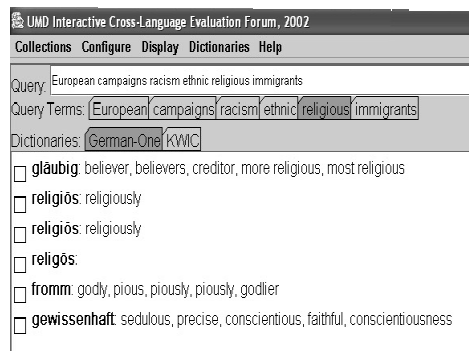 UMD Interactive Cross-Language Evaluation Forum, 2002
Collections Configure Display Dictionaries Help
Query: European campaigns racism ethnic religious immigrants
Query Terms: European campaigns racism ethnic religious immigrants
Dictionaries: German-One KWIC
gläubig: believer, believers, creditor, more religious, most religious
religiös: religiously
religiös: religiously
religös:
fromm: godly, pious, piously, piously, godlier
gewissenhaft: sedulous, precise, conscientious, faithful, conscientiousness